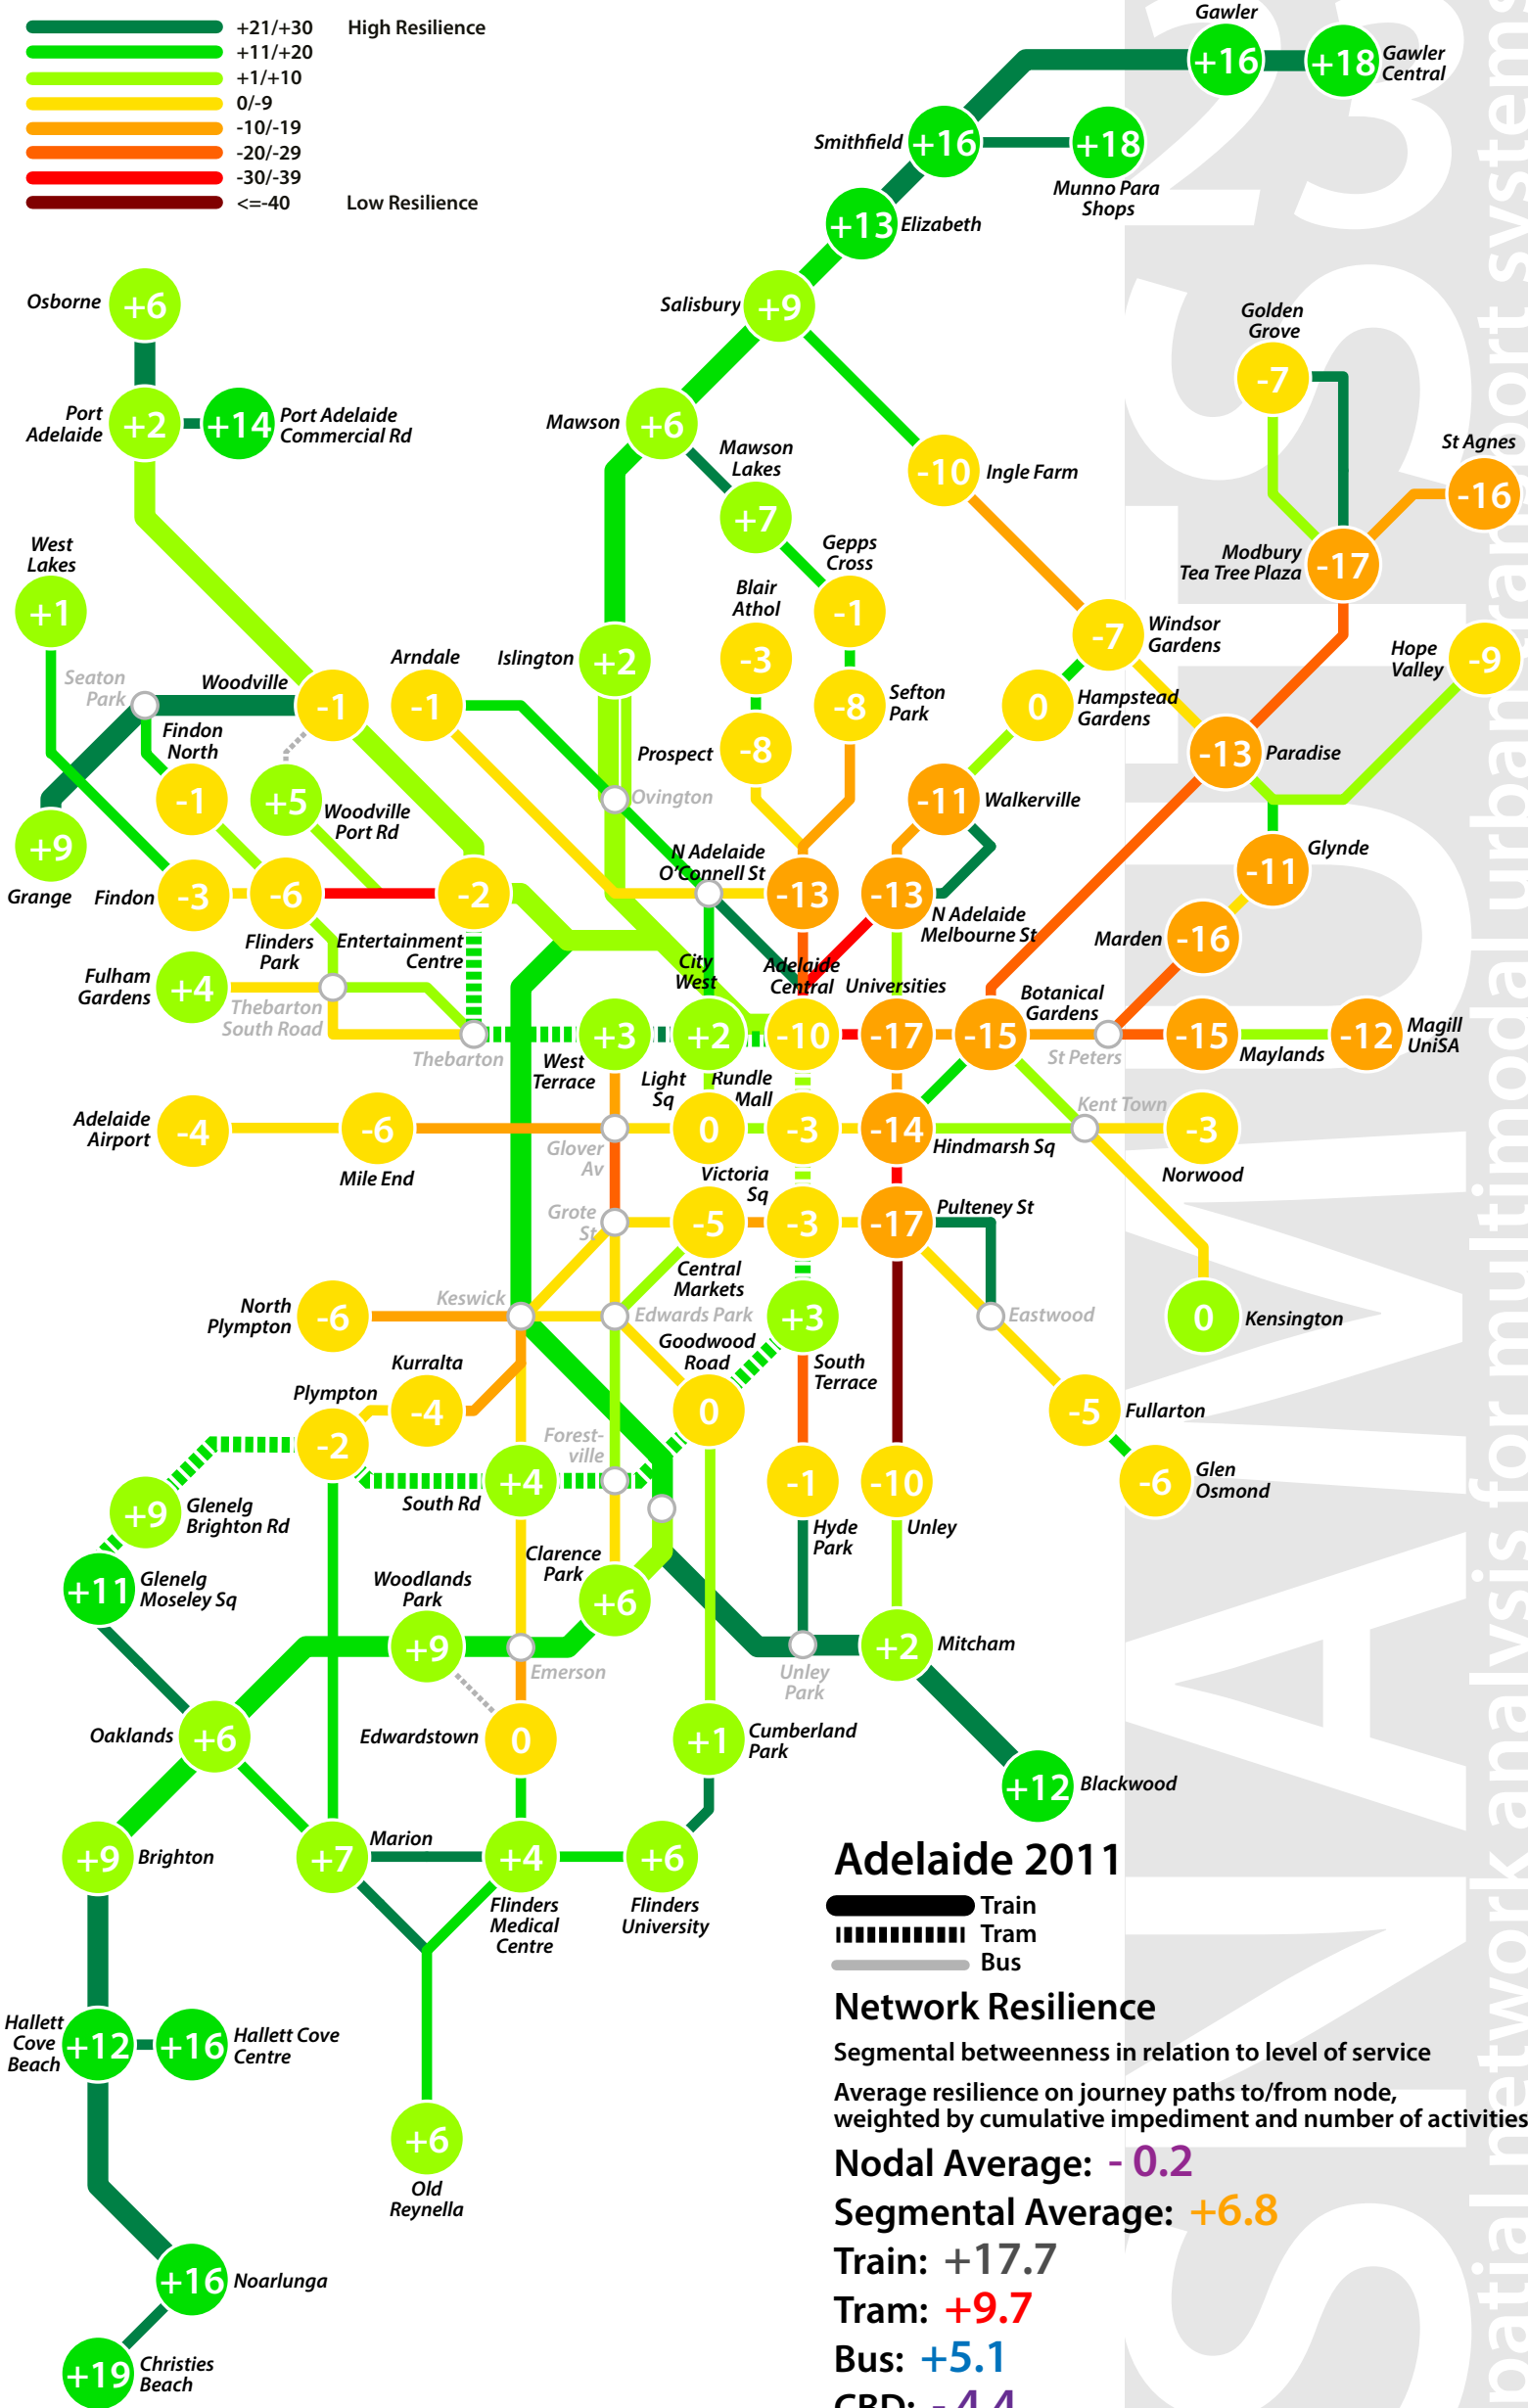 +21/+30 High Resilience
+11/+20
+1/+10
0/-9
-10/-19
-20/-29
-30/-39
<=-40 Low Resilience
Gawler
+16
+18
Gawler
Central
Smithfield
+16
+18
Munno Para
Shops
+13
Elizabeth
Osborne
+6
Salisbury
+9
Golden
Grove
-7
Port
Adelaide
+2
+14
Port Adelaide
Commercial Rd
Mawson
+6
Mawson
Lakes
+7
-10
Ingle Farm
St Agnes
-16
West
Lakes
+1
Gepps
Cross
-1
Blair
Athol
-3
Modbury
Tea Tree Plaza
-17
-7
Windsor
Gardens
Hope
Valley
-9
Seaton
Park
Woodville
-1
Arndale
-1
Islington
+2
-8
Sefton
Park
0
Hampstead
Gardens
Findon
North
-1
+5
Woodville
Port Rd
Prospect
-8
Ovington
-11
Walkerville
-13
Paradise
+9
Grange
Findon
-3
-6
Flinders
Park
-2
Entertainment
Centre
N Adelaide
O'Connell St
-13
-13
N Adelaide
Melbourne St
-11
Glynde
Marden
-16
Fulham
Gardens
+4
Thebarton
South Road
Thebarton
West
Terrace
+3
City
West
+2
Adelaide
Central
-10
Universities
-17
Botanical
Gardens
-15
St Peters
-15
Maylands
-12
Magill
UniSA
Adelaide
Airport
-4
-6
Mile End
Glover
Av
Light
Sq
0
Rundle
Mall
-3
-14
Hindmarsh Sq
Kent Town
-3
Norwood
Grote
St
-5
Central
Markets
Victoria
Sq
-3
-17
Pulteney St
North
Plympton
-6
Keswick
Edwards Park
+3
South
Terrace
Eastwood
0
Kensington
Kurralta
-4
Goodwood
Road
0
-5
Fullarton
Plympton
-2
South Rd
+4
Forest-
ville
-1
Hyde
Park
-10
Unley
-6
Glen
Osmond
+9
Glenelg
Brighton Rd
+11
Glenelg
Moseley Sq
Woodlands
Park
+9
Clarence
Park
+6
Emerson
Unley
Park
+2
Mitcham
Oaklands
+6
Edwardstown
0
+1
Cumberland
Park
+12
Blackwood
+9
Brighton
+7
Marion
+4
Flinders
Medical
Centre
+6
Flinders
University
Hallett
Cove
Beach
+12
+16
Hallett Cove
Centre
+6
Old
Reynella
+16
Noarlunga
+19
Christies
Beach
Adelaide 2011
Train
Tram
Bus
Network Resilience
Segmental betweenness in relation to level of service
Average resilience on journey paths to/from node,
weighted by cumulative impediment and number of activities
Nodal Average: - 0.2
Segmental Average: +6.8
Train: +17.7
Tram: +9.7
Bus: +5.1
CBD: - 4.4
SNAMUTS 23
spatial network analysis for multimodal urban transport systems